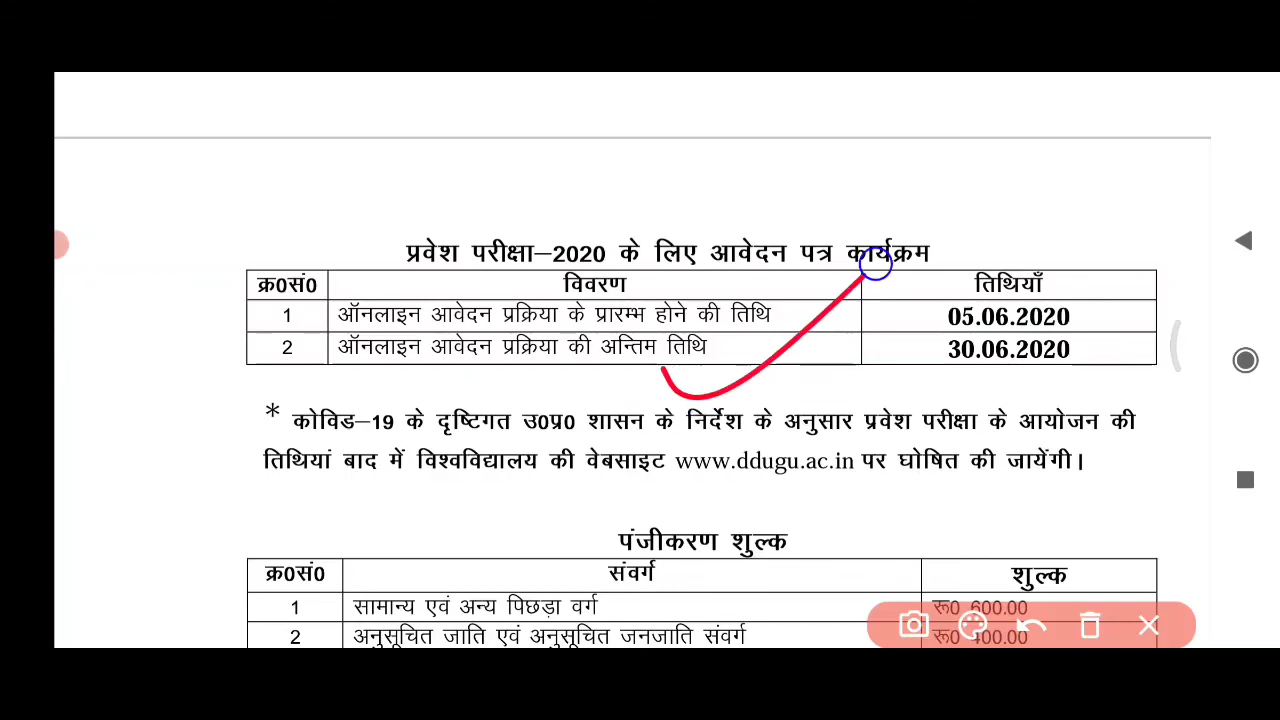 प्रवेश परीक्षा–2020 के लिए आवेदन पत्र कार्यक्रम
क्र0सं0 विवरण तिथियाँ
1 ऑनलाइन आवेदन प्रक्रिया के प्रारम्भ होने की तिथि 05.06.2020
2 ऑनलाइन आवेदन प्रक्रिया की अन्तिम तिथि 30.06.2020
* कोविड–19 के दृष्टिगत उ0प्र0 शासन के निर्देश के अनुसार प्रवेश परीक्षा के आयोजन की
तिथियां बाद में विश्वविद्यालय की वेबसाइट www.ddugu.ac.in पर घोषित की जायेंगी।
पंजीकरण शुल्क
क्र0सं0 संवर्ग शुल्क
1 सामान्य एवं अन्य पिछड़ा वर्ग रू0 600.00
2 अनुसूचित जाति एवं अनुसूचित जनजाति संवर्ग रू0 400.00